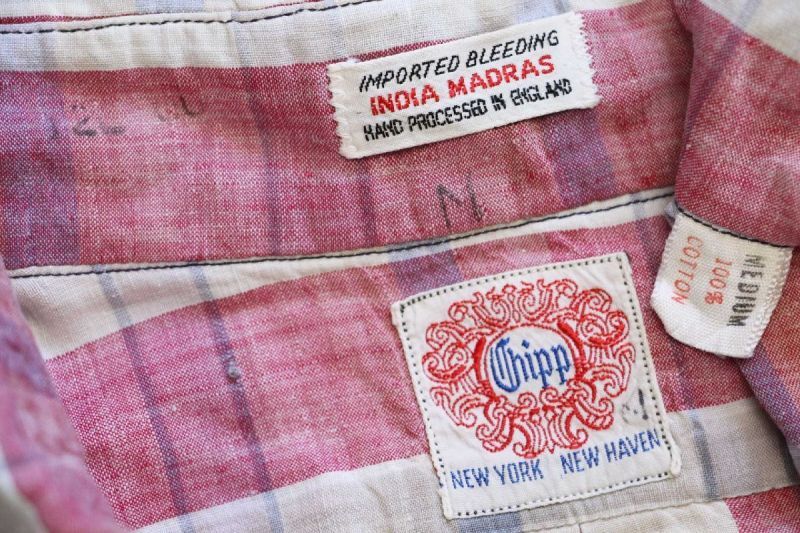 IMPORTED BLEEDING
INDIA MADRAS
HAND PROCESSED IN ENGLAND
M
MEDIUM
100%
COTTON
Chipp
M
NEW YORK NEW HAVEN